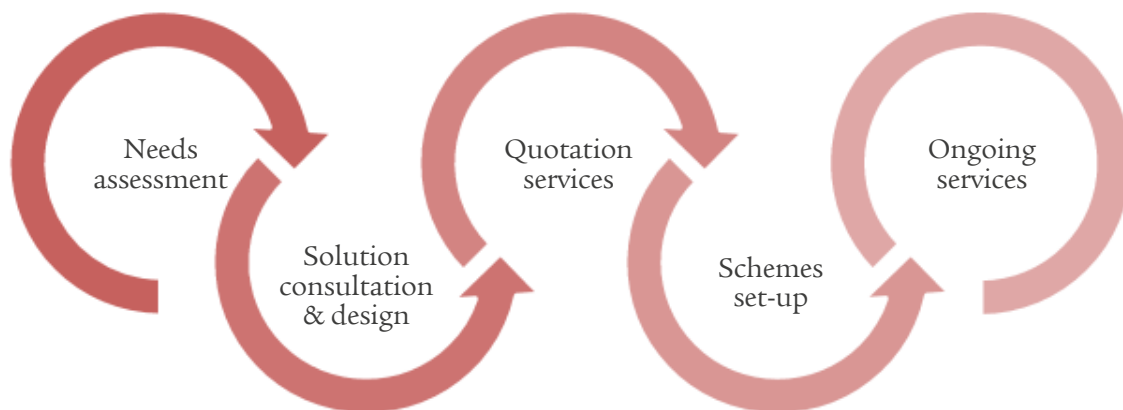 Needs
assessment
Solution
consultation
& design
Quotation
services
Schemes
set-up
Ongoing
services